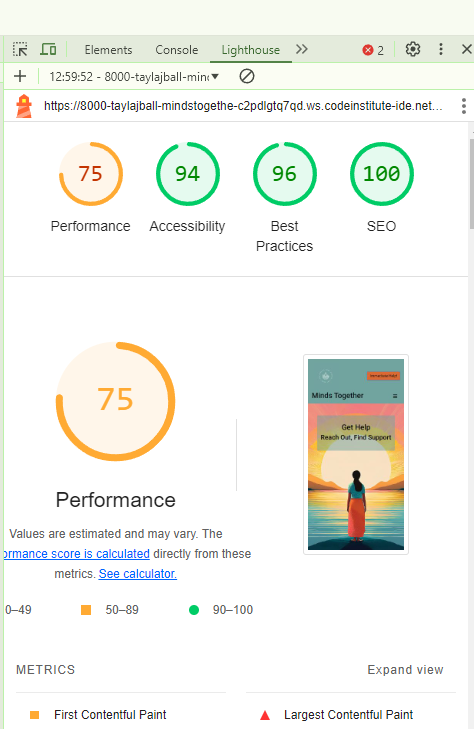 Elements Console Lighthouse 2
12:59:52 - 8000-taylajball-mind
https://8000-taylajball-mindstogethe-c2pdlgtq7qd.ws.codeinstitute-ide.net...
75 94 96 100
Performance Accessibility Best Practices SEO
75
Minds Together
Get Help
Reach Out, Find Support
Performance
Values are estimated and may vary. The
ormance score is calculated directly from these
metrics. See calculator.
0–49 50–89 90–100
METRICS Expand view
First Contentful Paint Largest Contentful Paint